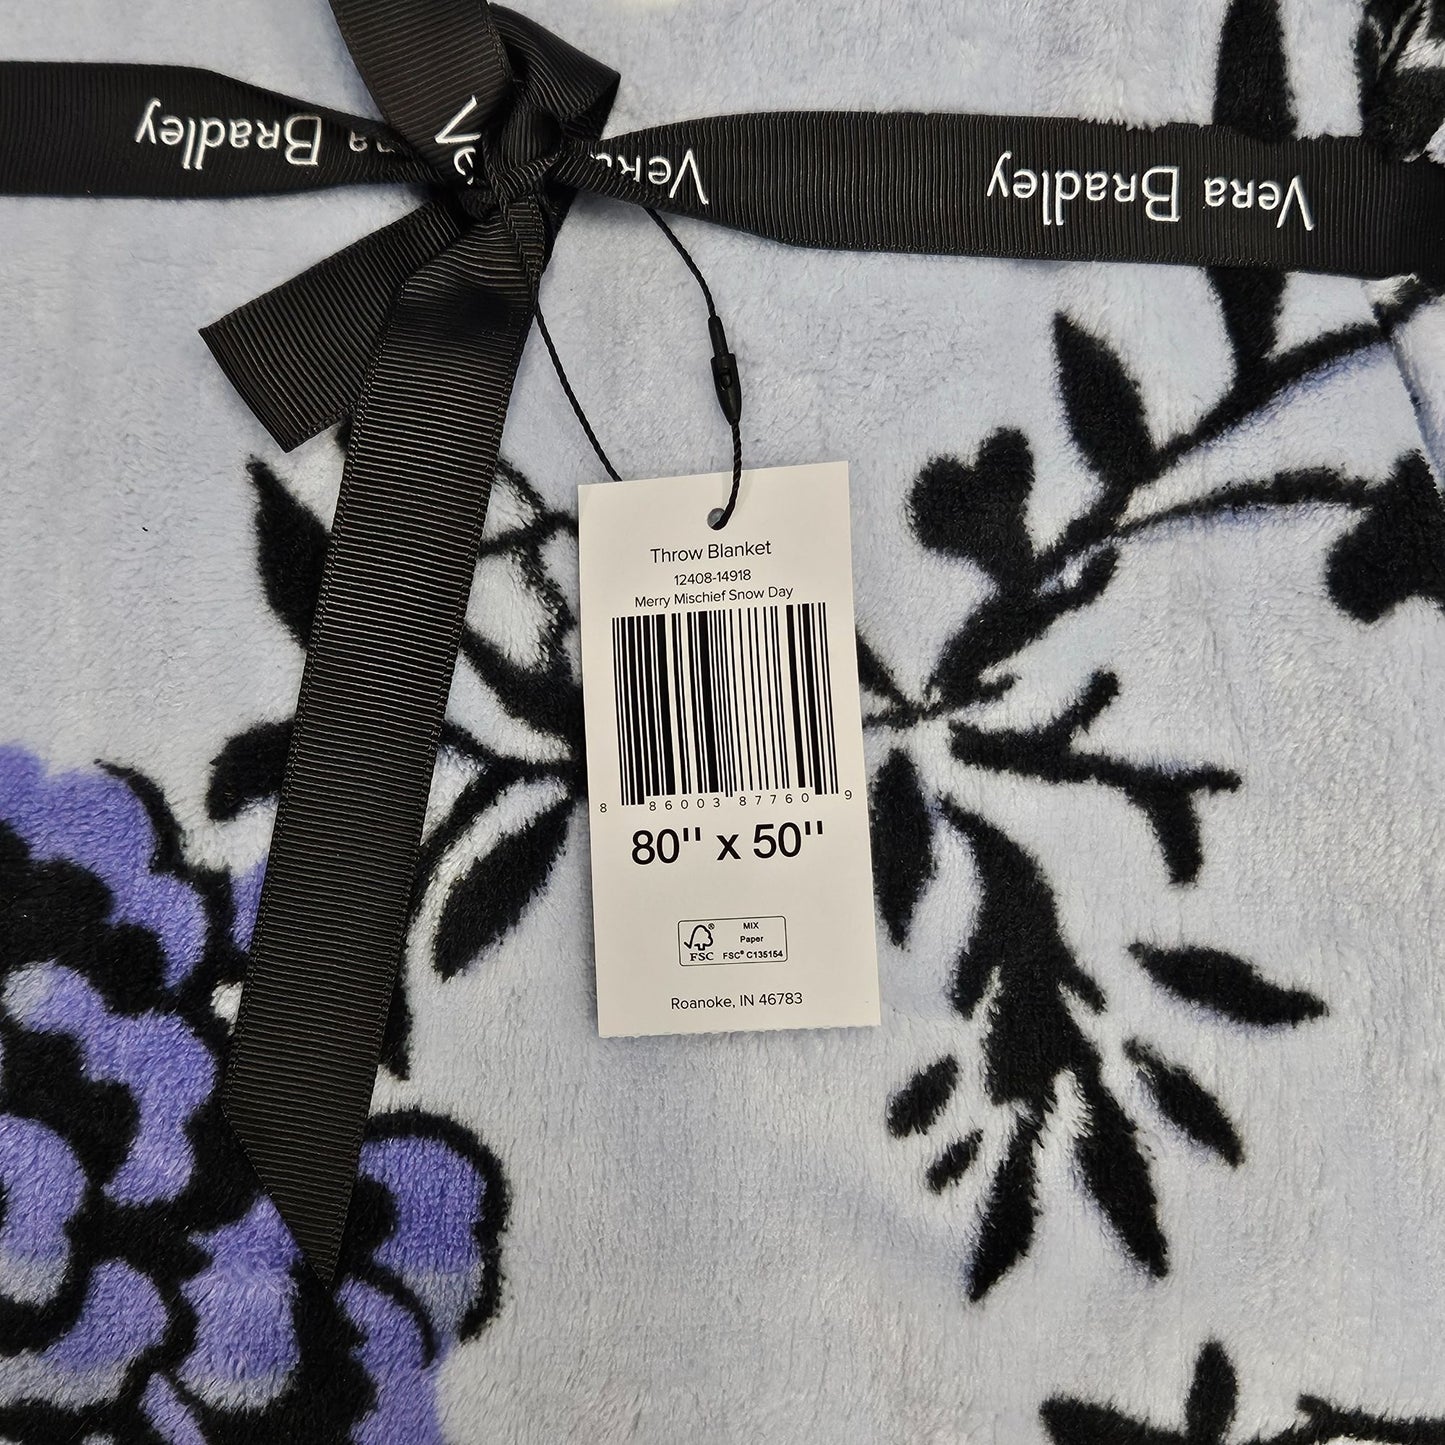 Vera Bradley
Vera Bradley
Throw Blanket
12408-14918
Merry Mischief Snow Day
8 86003 87760 9
80" x 50"
FSC®
MIX
Paper
FSC® C135154
Roanoke, IN 46783